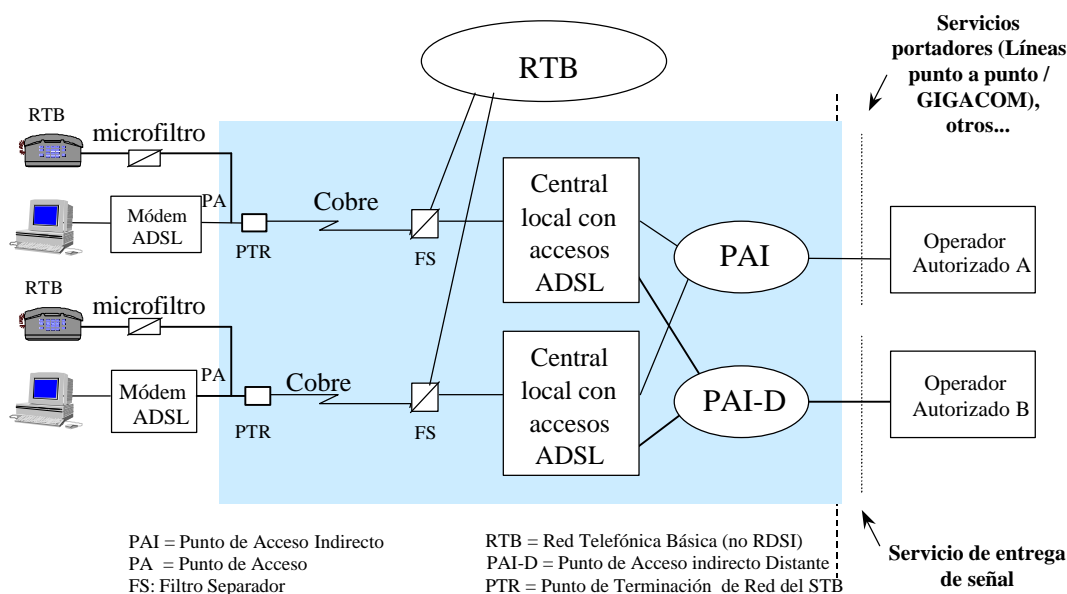 RTB
Servicios
portadores (Líneas
punto a punto /
GIGACOM),
otros...
RTB
microfiltro
PA
Módem
ADSL
PTR
Cobre
FS
Central
local con
accesos
ADSL
PAI
Operador
Autorizado A
RTB
microfiltro
PA
Módem
ADSL
PTR
Cobre
FS
Central
local con
accesos
ADSL
PAI-D
Operador
Autorizado B
PAI = Punto de Acceso Indirecto
PA = Punto de Acceso
FS: Filtro Separador
RTB = Red Telefónica Básica (no RDSI)
PAI-D = Punto de Acceso indirecto Distante
PTR = Punto de Terminación de Red del STB
Servicio de entrega
de señal